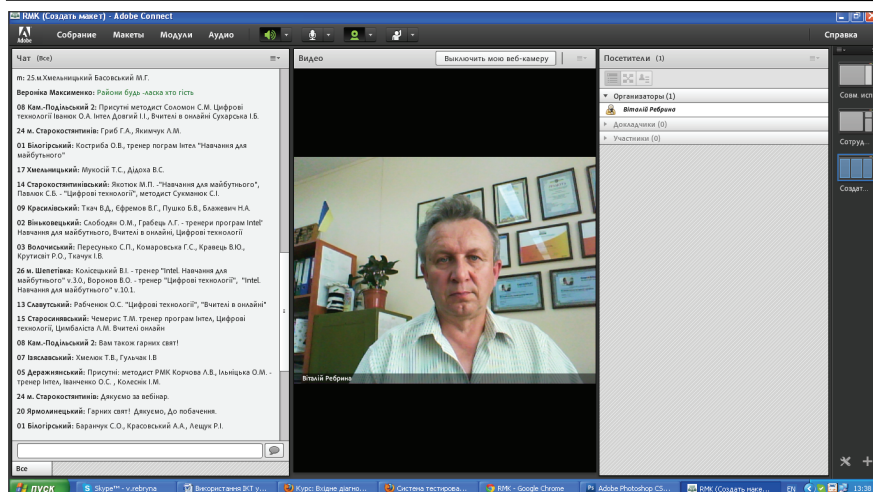 RMK (Создать макет) - Adobe Connect
Adobe
Собрание Макеты Модули Аудио
Справка
Чат (Все)
m: 25.м.Хмельницький Басовський М.Г.
Вероніка Максименко: Райони будь -ласка хто гість
08 Кам.-Подільський 2: Присутні методист Соломон С.М. Цифрові
технології Іванюк О.А. Інтел Довгий І.І., Вчителі в онлайні Сухарська І.Б.
24 м. Старокостянтинів: Гриб Г.А., Якимчук Л.М.
01 Білогірський: Костриба О.В., тренер пограм Інтел "Навчання для
майбутнього"
17 Хмельницький: Мукосій Т.С., Дідоха В.С.
14 Старокостянтинівський: Якотюк М.П. -"Навчання для майбутнього",
Павлюк С.Б. - "Цифрові технології", методист Сукманюк С.І.
09 Красилівський: Ткач В.Д., Єфремов В.Г., Пушко Б.В., Блажевич Н.А.
02 Віньковецький: Слободян О.М., Грабець Л.Г. - тренери програм Intel'
Навчання для майбутнього, Вчителі в онлайні, Цифрові технології
03 Волочиський: Пересунько С.П., Комаровська Г.С., Кравець В.Ю.,
Крутисвіт Р.О., Ткачук І.В.
26 м. Шепетівка: Колісецький В.І. - тренер "Intel. Навчання для
майбутнього" v.3.0., Воронов В.О. - тренер "Цифрові технології", "Intel.
Навчання для майбутнього" v.10.1.
13 Славутський: Рабченюк О.С. "Цифрові технології", "Вчителі в онлайні"
15 Старосинявський: Чемерис Т.М. тренер програм Інтел, Цифрові
технології, Цимбаліста Л.М. Вчителі онлайн
08 Кам.-Подільський 2: Вам також гарних свят!
07 Ізяславський: Хмелюк Т.В., Гульчак І.В
05 Деражнянський: Присутні: методист РМК Корчова Л.В., Ільніцька О.М. -
тренер Інтел, Іванченко О.С. , Колесніх І.М.
24 м. Старокостянтинів: Дякуємо за вебінар.
20 Ярмолинецький: Гарних свят! Дякуємо, До побачення.
01 Білогірський: Баранчук С.О., Красовський А.А., Лещук Р.І.
Все
Видео
Выключить мою веб-камеру
Віталій Ребрина
Посетители (1)
Организаторы (1)
Віталій Ребрина
Докладчики (0)
Участники (0)
Совм. исп
Сотруд...
Создат...
пуск
Skype™ - v.rebryna
Використання ІКТ у...
Курс: Вхідне діагно...
Система тестирова...
РМК - Google Chrome
Adobe Photoshop CS...
RMK (Создать маке...
EN
13:38